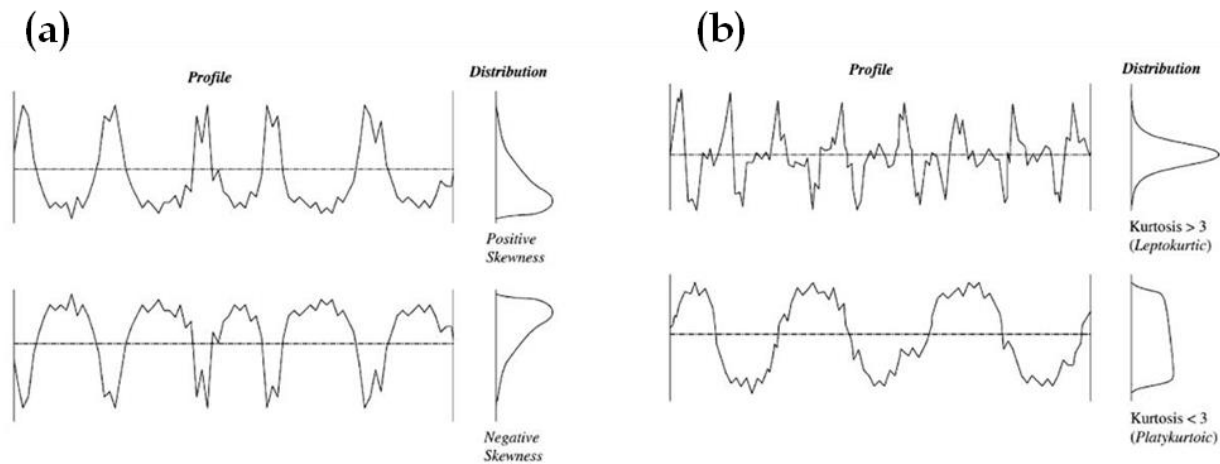 (a)
Profile
Distribution
Positive
Skewness
Negative
Skewness
(b)
Profile
Distribution
Kurtosis > 3
(Leptokurtic)
Kurtosis < 3
(Platykurtoic)